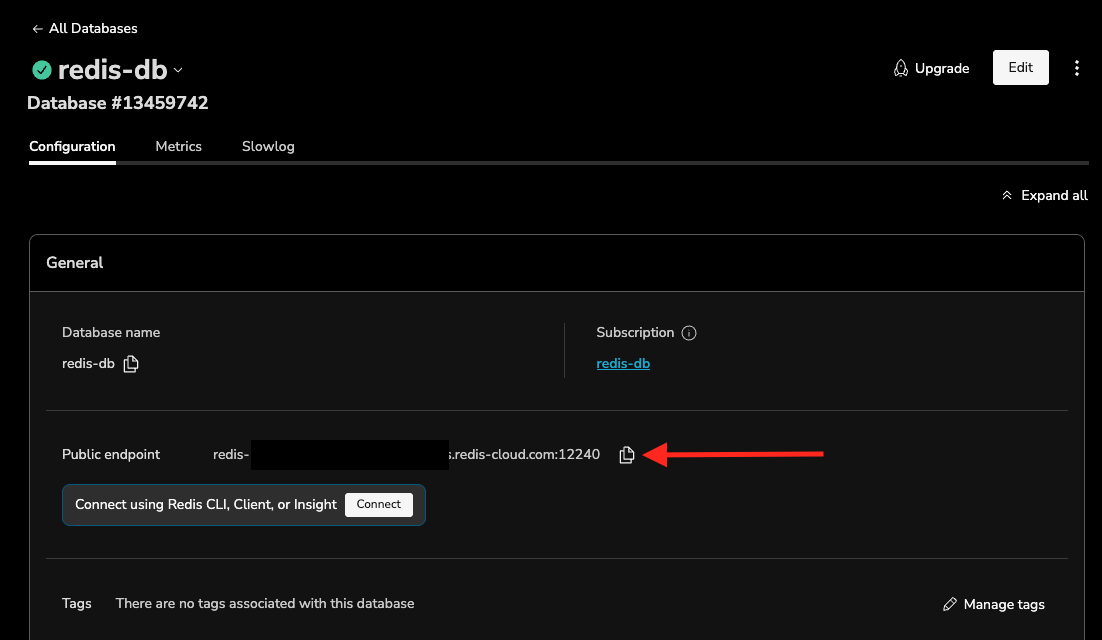 All Databases
redis-db
Upgrade
Edit
Database #13459742
Configuration
Metrics
Slowlog
Expand all
General
Database name
Subscription
redis-db
redis-db
Public endpoint redis- s.redis-cloud.com:12240
Connect using Redis CLI, Client, or Insight Connect
Tags There are no tags associated with this database
Manage tags